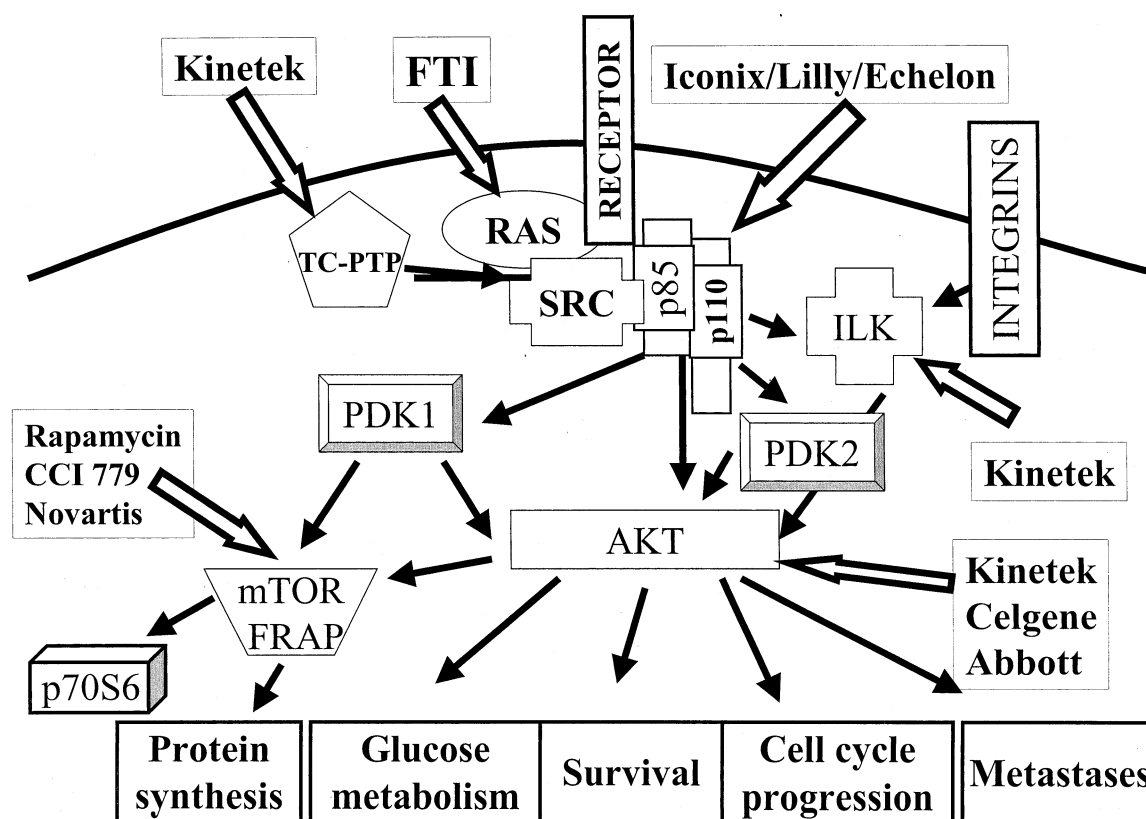 Kinetek
FTI
RECEPTOR
Iconix/Lilly/Echelon
INTEGRINS
RAS
TC-PTP
SRC
p85
p110
ILK
PDK1
PDK2
Kinetek
Rapamycin
CCI 779
Novartis
AKT
mTOR
FRAP
Kinetek
Celgene
Abbott
p70S6
Protein
synthesis
Glucose
metabolism
Survival
Cell cycle
progression
Metastases